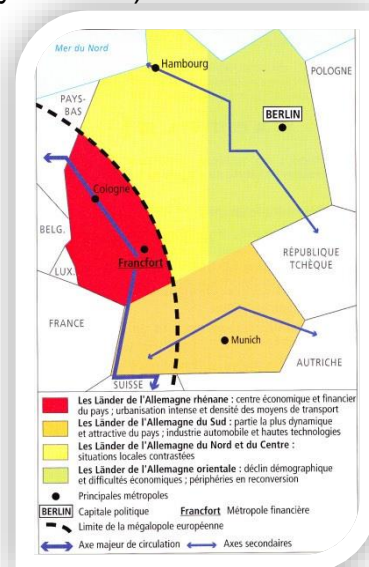 Mer du Nord
Hambourg
POLOGNE
PAYS-
BAS
BERLIN
Cologne
BELG.
Francfort
RÉPUBLIQUE
TCHÈQUE
LUX.
FRANCE
Munich
AUTRICHE
SUISSE
Les Länder de l'Allemagne rhénane : centre économique et financier
du pays ; urbanisation intense et densité des moyens de transport
Les Länder de l'Allemagne du Sud : partie la plus dynamique
et attractive du pays ; industrie automobile et hautes technologies
Les Länder de l'Allemagne du Nord et du Centre :
situations locales contrastées
Les Länder de l'Allemagne orientale : déclin démographique
et difficultés économiques ; périphéries en reconversion
Principales métropoles
BERLIN Capitale politique Francfort Métropole financière
Limite de la mégalopole européenne
Axe majeur de circulation Axes secondaires